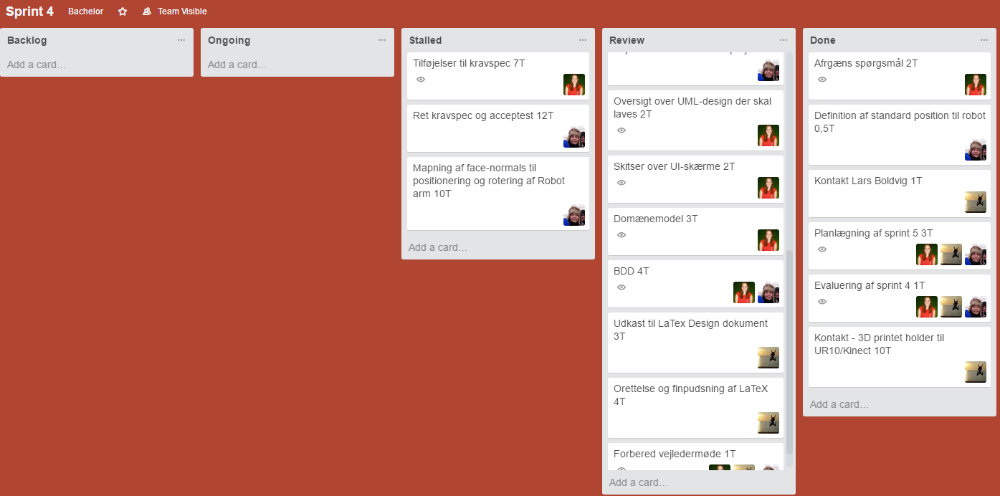 Sprint 4 Bachelor Team Visible
Backlog
Add a card…
Ongoing
Add a card…
Stalled
Tilføjelser til kravspec 7T
Ret kravspec og acceptest 12T
Mapning af face-normals til
positionering og rotering af Robot
arm 10T
Add a card…
Review
Oversigt over UML-design der skal
laves 2T
Skitser over UI-skærme 2T
Domænemodel 3T
BDD 4T
Udkast til LaTex Design dokument
3T
Orettelse og finpudsning af LaTeX
4T
Forbered vejledermøde 1T
Add a card…
Done
Afrgæns spørgsmål 2T
Definition af standard position til robot
0,5T
Kontakt Lars Boldvig 1T
Planlægning af sprint 5 3T
Evaluering af sprint 4 1T
Kontakt - 3D printet holder til
UR10/Kinect 10T
Add a card…